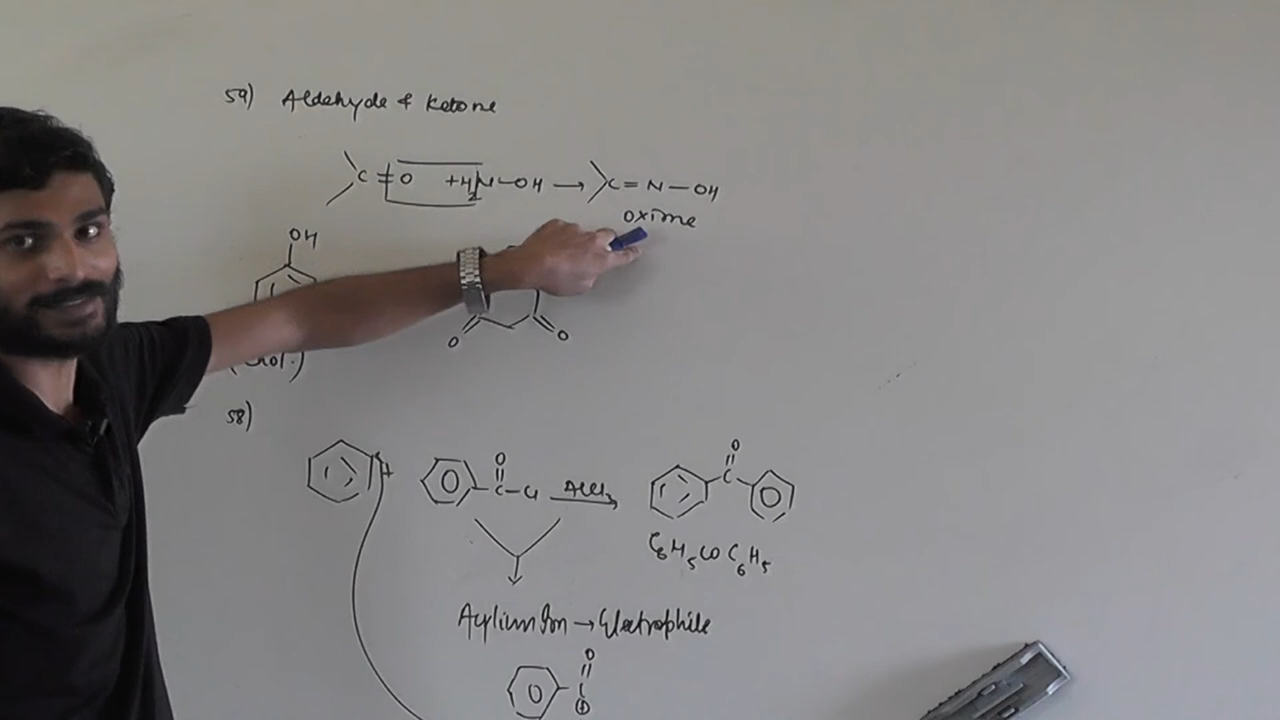 59) Aldehyde & Ketone
C=O + H2N-OH → C=N-OH
oxime
OH
O O
58)
+ O
C-Cl AlCl3 → O
C
C6H5COC6H5
Acylium Ion → Electrophile
O
C
⊕